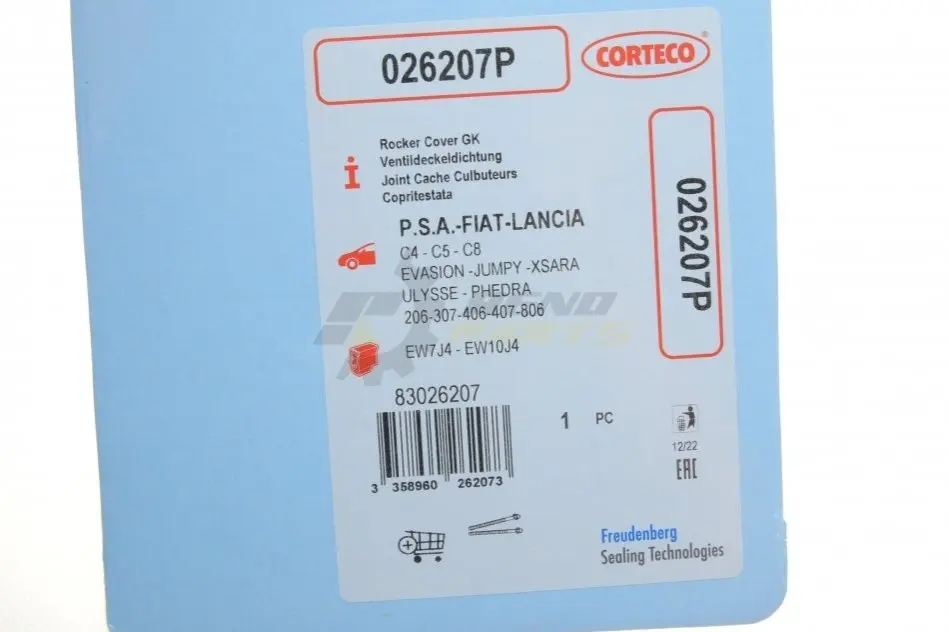 026207P
CORTECO®
Rocker Cover GK
Ventildeckeldichtung
Joint Cache Culbuteurs
Copritestata
026207P
P.S.A.-FIAT-LANCIA
C4 - C5 - C8
EVASION -JUMPY -XSARA
ULYSSE - PHEDRA
206-307-406-407-806
EW7J4 - EW10J4
83026207
1 PC
3 358960 262073
12/22
EAC
Freudenberg
Sealing Technologies
PARTS